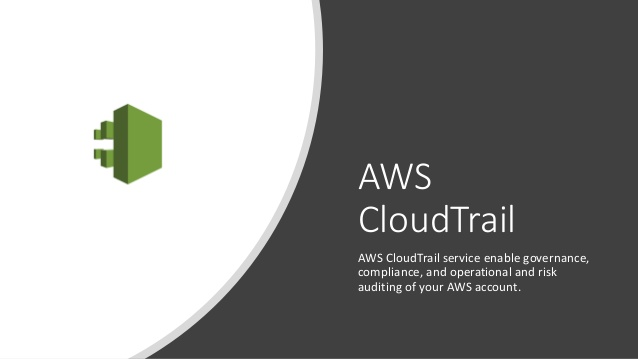 AWS
CloudTrail
AWS CloudTrail service enable governance,
compliance, and operational and risk
auditing of your AWS account.